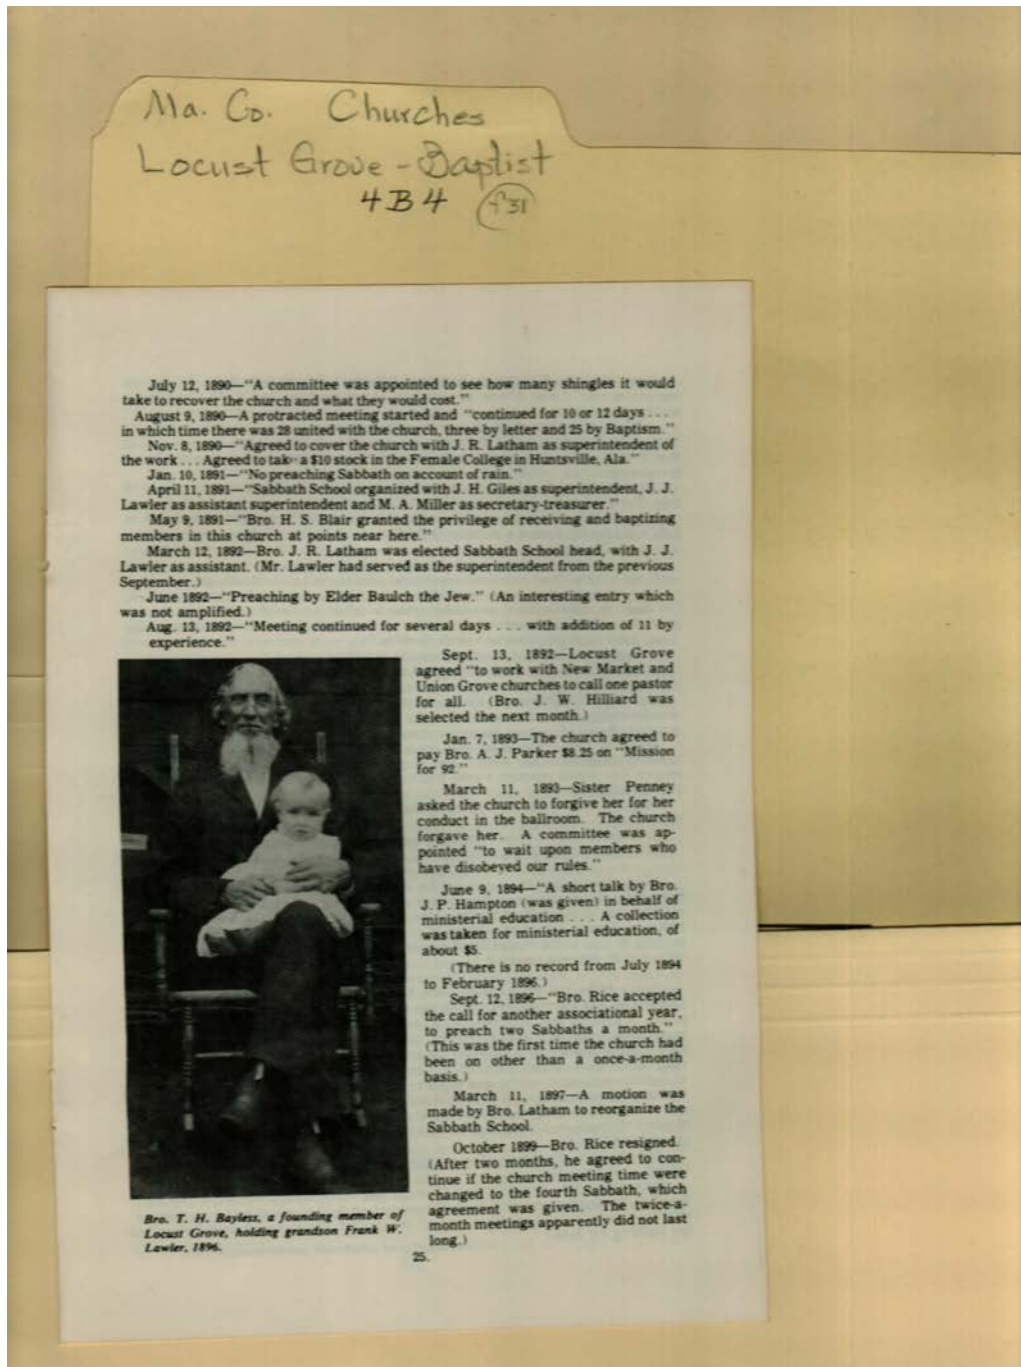 Ma. Co. Churches
Locust Grove - Baptist
4B4 f31
July 12, 1890—"A committee was appointed to see how many shingles it would
take to recover the church and what they would cost."
August 9, 1890—A protracted meeting started and "continued for 10 or 12 days . . .
in which time there was 28 united with the church, three by letter and 25 by Baptism."
Nov. 8, 1890—"Agreed to cover the church with J. R. Latham as superintendent of
the work . . . Agreed to take a $10 stock in the Female College in Huntsville, Ala."
Jan. 10, 1891—"No preaching Sabbath on account of rain."
April 11, 1891—"Sabbath School organized with J. H. Giles as superintendent, J. J.
Lawler as assistant superintendent and M. A. Miller as secretary-treasurer."
May 9, 1891—"Bro. H. S. Blair granted the privilege of receiving and baptizing
members in this church at points near here."
March 12, 1892—Bro. J. R. Latham was elected Sabbath School head, with J. J.
Lawler as assistant. (Mr. Lawler had served as the superintendent from the previous
September.)
June 1892—"Preaching by Elder Baulch the Jew." (An interesting entry which
was not amplified.)
Aug. 13, 1892—"Meeting continued for several days . . . with addition of 11 by
experience."
Sept. 13, 1892—Locust Grove
agreed "to work with New Market and
Union Grove churches to call one pastor
for all. (Bro. J. W. Hilliard was
selected the next month.)
Jan. 7, 1893—The church agreed to
pay Bro. A. J. Parker $8.25 on "Mission
for 92."
March 11, 1893—Sister Penney
asked the church to forgive her for her
conduct in the ballroom. The church
forgave her. A committee was ap-
pointed "to wait upon members who
have disobeyed our rules."
June 9, 1894—"A short talk by Bro.
J. P. Hampton (was given) in behalf of
ministerial education . . . A collection
was taken for ministerial education, of
about $5.
(There is no record from July 1894
to February 1896.)
Sept. 12, 1896—"Bro. Rice accepted
the call for another associational year,
to preach two Sabbaths a month."
(This was the first time the church had
been on other than a once-a-month
basis.)
March 11, 1897—A motion was
made by Bro. Latham to reorganize the
Sabbath School.
October 1899—Bro. Rice resigned.
(After two months, he agreed to con-
tinue if the church meeting time were
changed to the fourth Sabbath, which
agreement was given. The twice-a-
month meetings apparently did not last
long.)
Bro. T. H. Bayless, a founding member of
Locust Grove, holding grandson Frank W.
Lawler, 1896.
25.